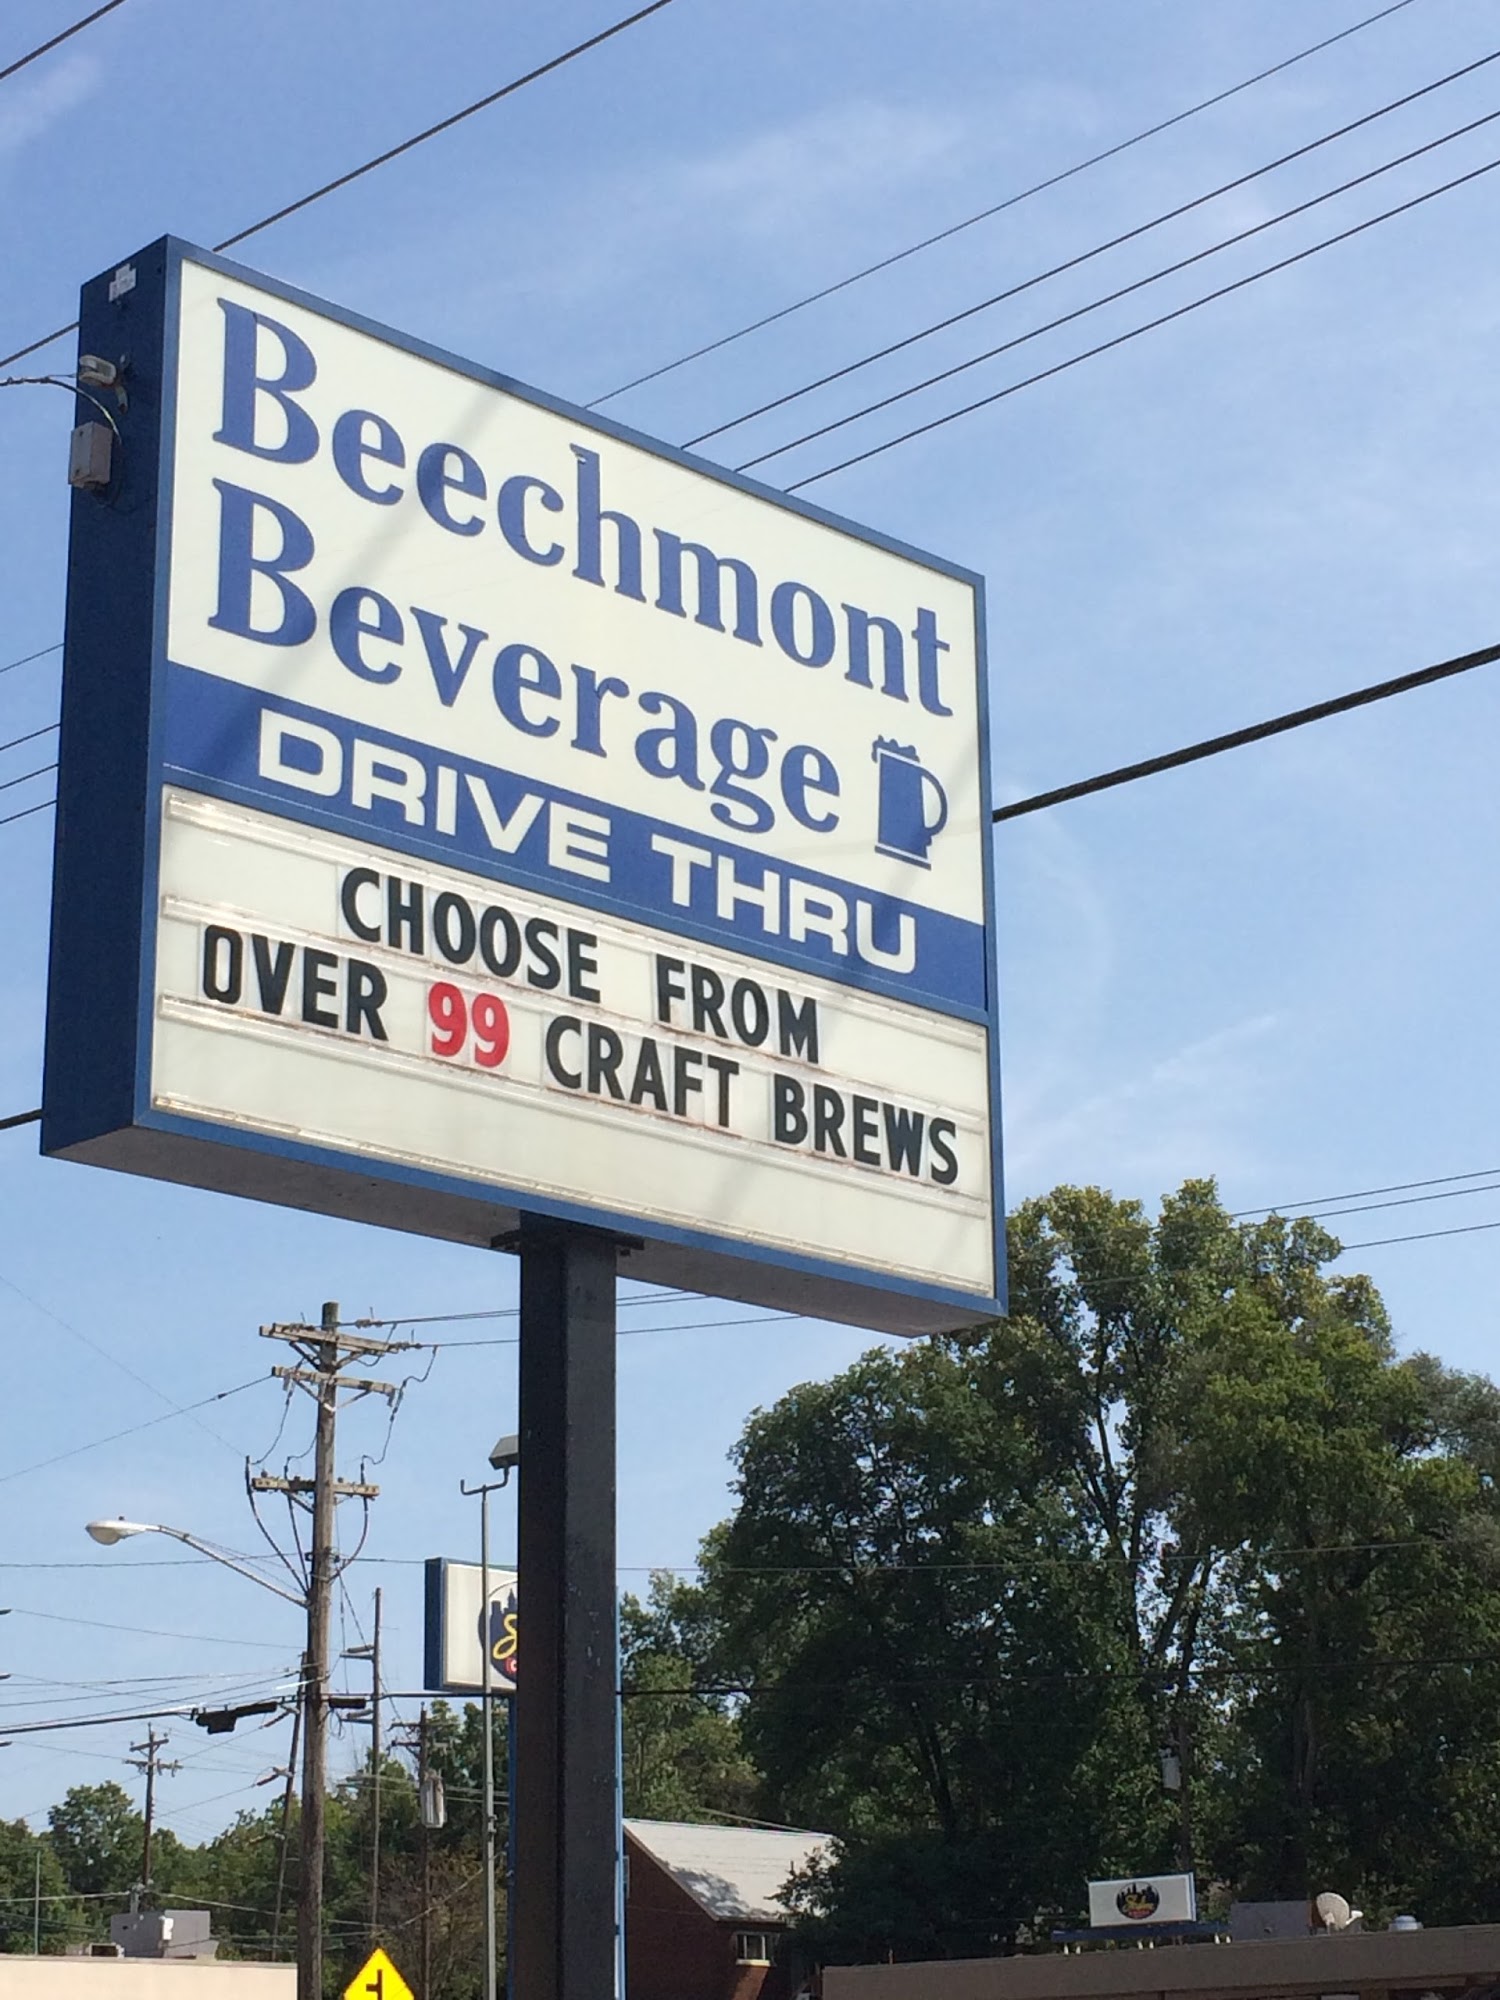 Beechmont
Beverage
DRIVE THRU
CHOOSE FROM
OVER 99 CRAFT BREWS